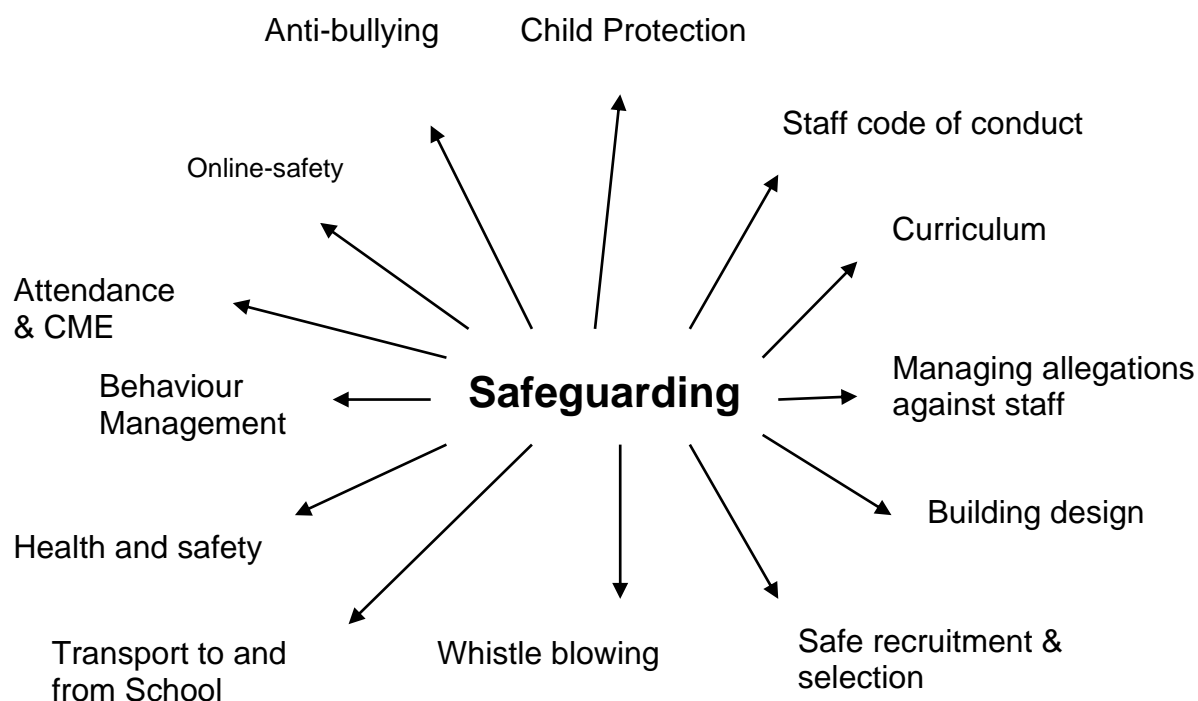 Anti-bullying
Child Protection
Staff code of conduct
Online-safety
Curriculum
Attendance
& CME
Managing allegations
against staff
Behaviour
Management
Safeguarding
Building design
Health and safety
Safe recruitment &
selection
Transport to and
from School
Whistle blowing